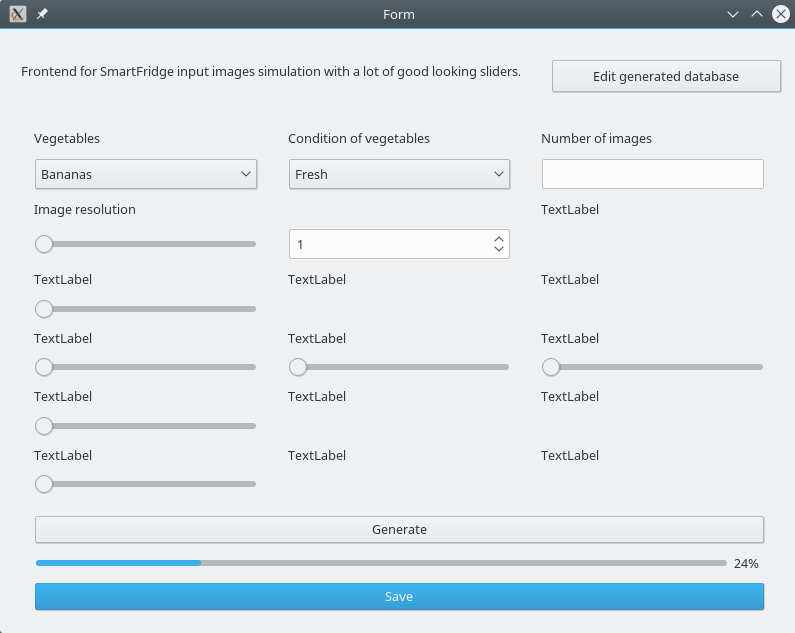 Form
Frontend for SmartFridge input images simulation with a lot of good looking sliders.
Edit generated database
Vegetables
Condition of vegetables
Number of images
Bananas
Fresh
Image resolution
TextLabel
1
TextLabel
TextLabel
TextLabel
TextLabel
TextLabel
TextLabel
TextLabel
TextLabel
TextLabel
TextLabel
TextLabel
TextLabel
Generate
24%
Save